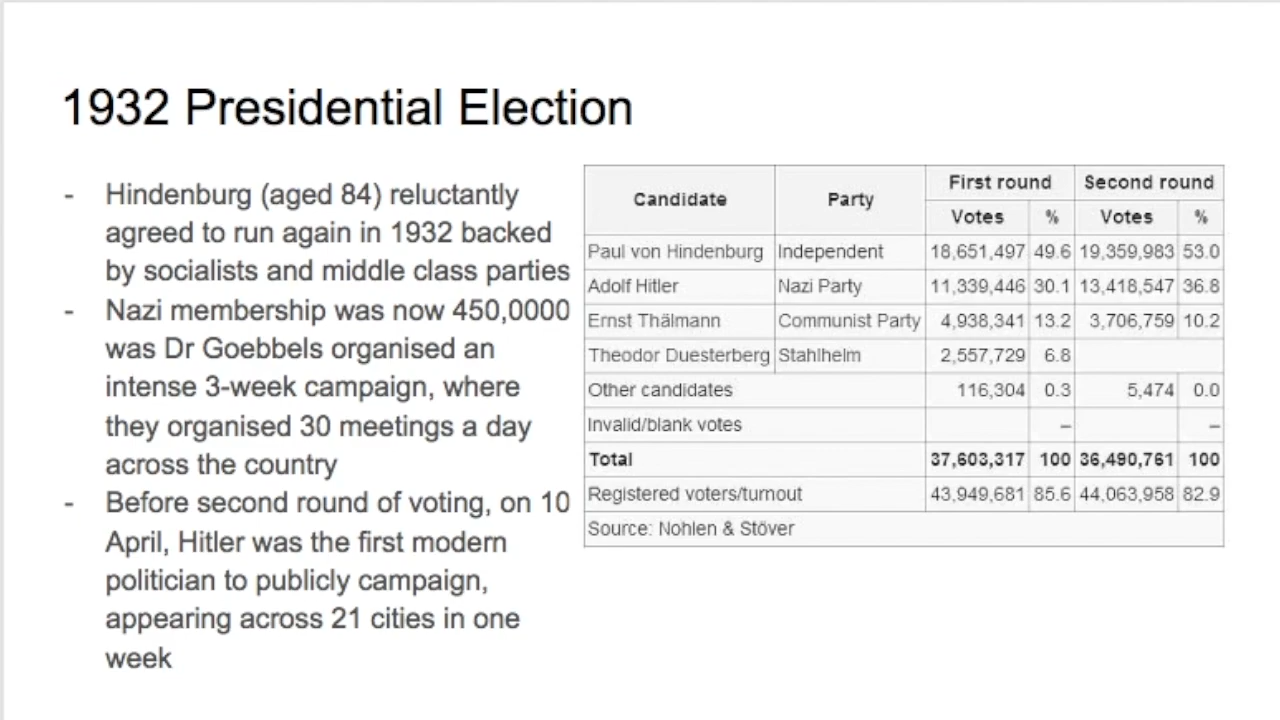 1932 Presidential Election
- Hindenburg (aged 84) reluctantly
agreed to run again in 1932 backed
by socialists and middle class parties
- Nazi membership was now 450,0000
was Dr Goebbels organised an
intense 3-week campaign, where
they organised 30 meetings a day
across the country
- Before second round of voting, on 10
April, Hitler was the first modern
politician to publicly campaign,
appearing across 21 cities in one
week
Candidate Party First round Second round
Votes % Votes %
Paul von Hindenburg Independent 18,651,497 49.6 19,359,983 53.0
Adolf Hitler Nazi Party 11,339,446 30.1 13,418,547 36.8
Ernst Thälmann Communist Party 4,938,341 13.2 3,706,759 10.2
Theodor Duesterberg Stahlhelm 2,557,729 6.8
Other candidates 116,304 0.3 5,474 0.0
Invalid/blank votes – –
Total 37,603,317 100 36,490,761 100
Registered voters/turnout 43,949,681 85.6 44,063,958 82.9
Source: Nohlen & Stöver